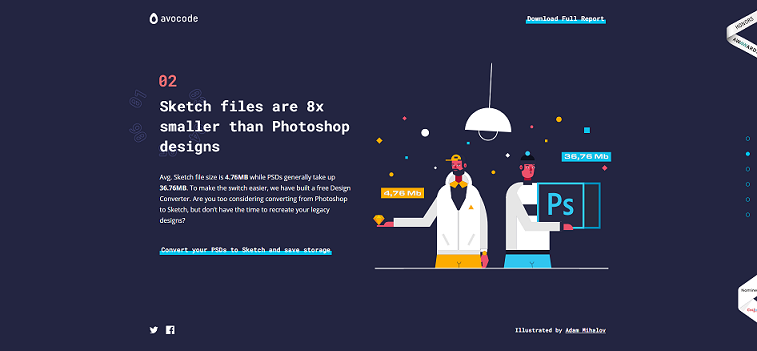 avocode
Download Full Report
HONORS
02
Sketch files are 8x
smaller than Photoshop
designs
Avg. Sketch file size is 4.76MB while PSDs generally take up
36.76MB. To make the switch easier, we have built a free Design
Converter. Are you too considering converting from Photoshop
to Sketch, but don't have the time to recreate your legacy
designs?
Convert your PSDs to Sketch and save storage
36,76 Mb
4,76 Mb
Ps
Illustrated by Adam Mihalov